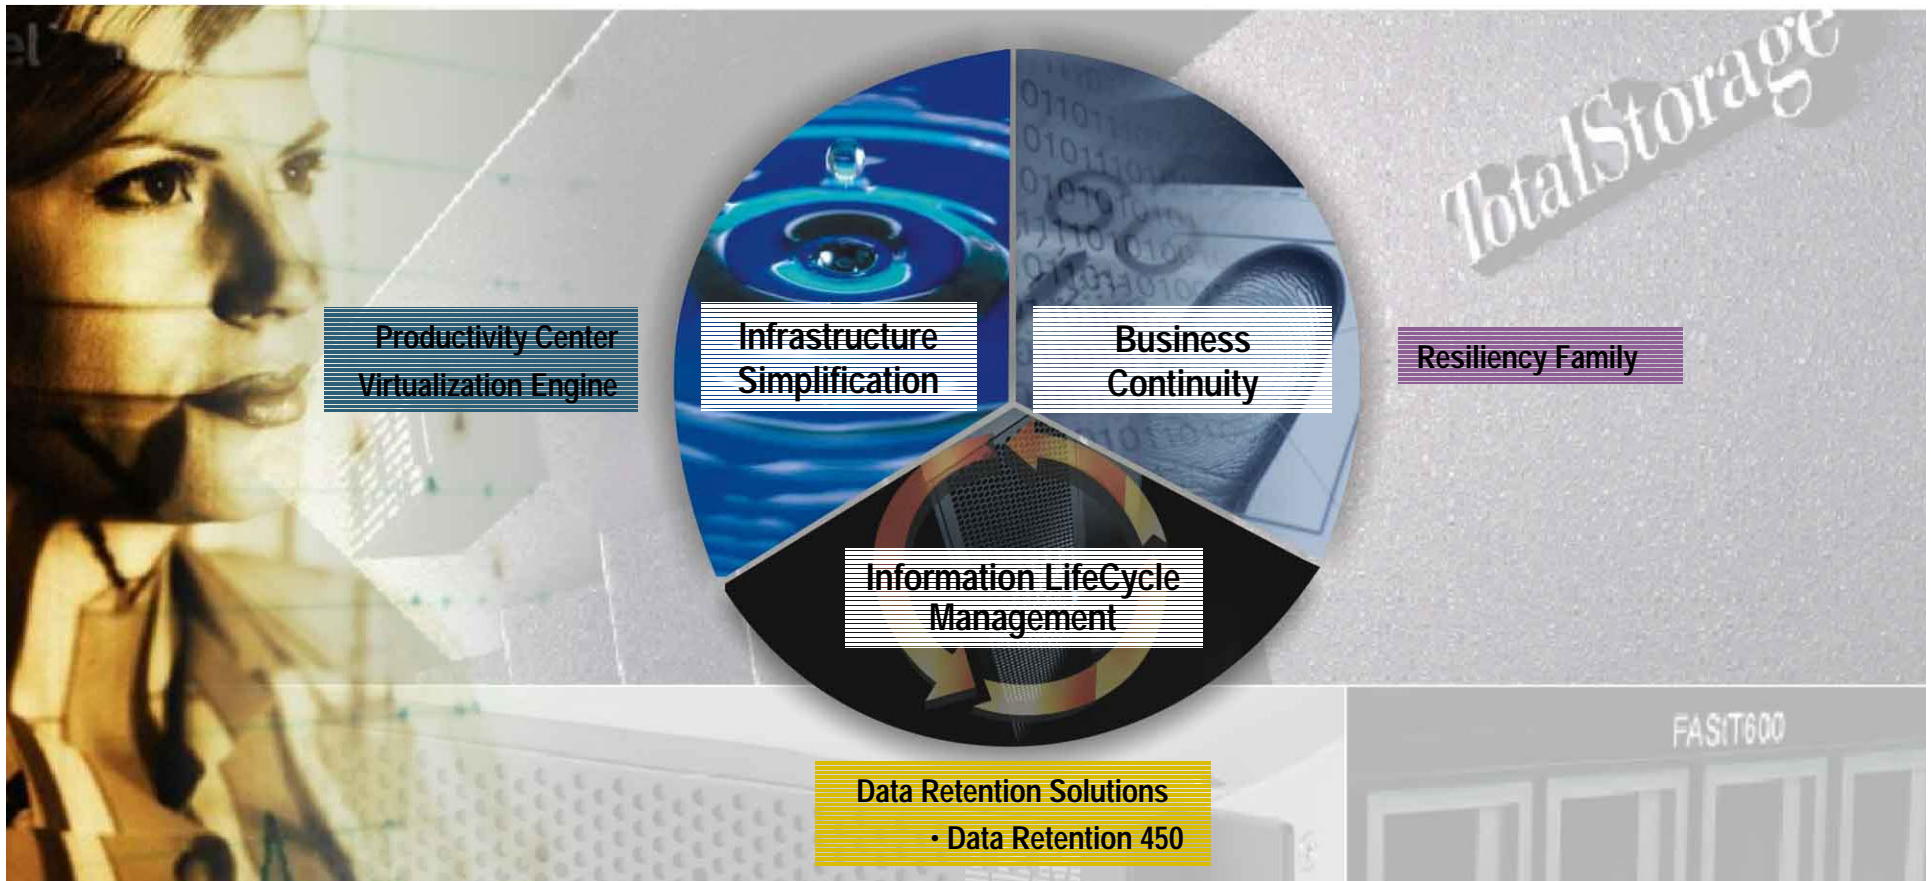 el
TotalStorage
Productivity Center
Virtualization Engine
Infrastructure
Simplification
Business
Continuity
Resiliency Family
Information LifeCycle
Management
FAStT600
Data Retention Solutions
• Data Retention 450